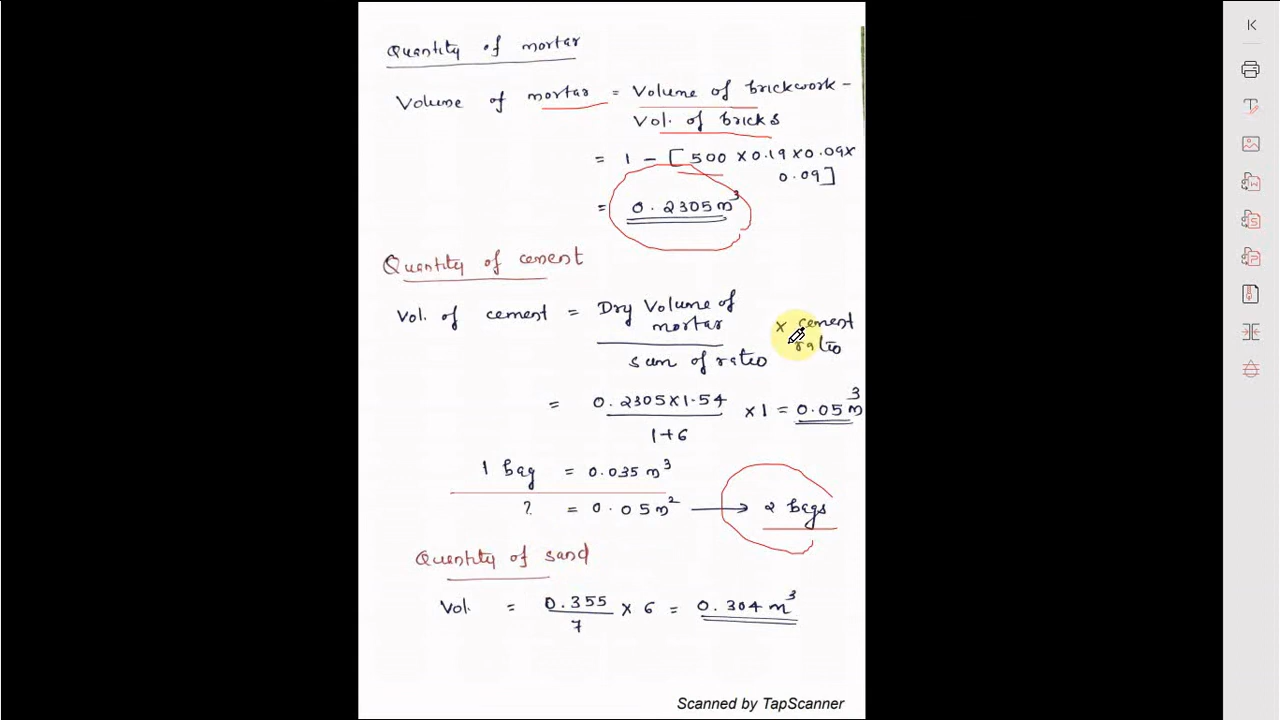 Quantity of mortar
Volume of mortar = Volume of brickwork -
Vol. of bricks
= 1 - [500 x 0.19 x 0.09 x
0.09]
= 0.2305 m³
Quantity of cement
Vol. of cement = Dry Volume of
mortar
x cement
ratio
sum of ratio
= 0.2305 x 1.54
x 1 = 0.05 m³
1+6
1 bag = 0.035 m³
? = 0.05 m² → 2 bags
Quantity of sand
Vol. = 0.355 x 6 = 0.304 m³
7
Scanned by TapScanner